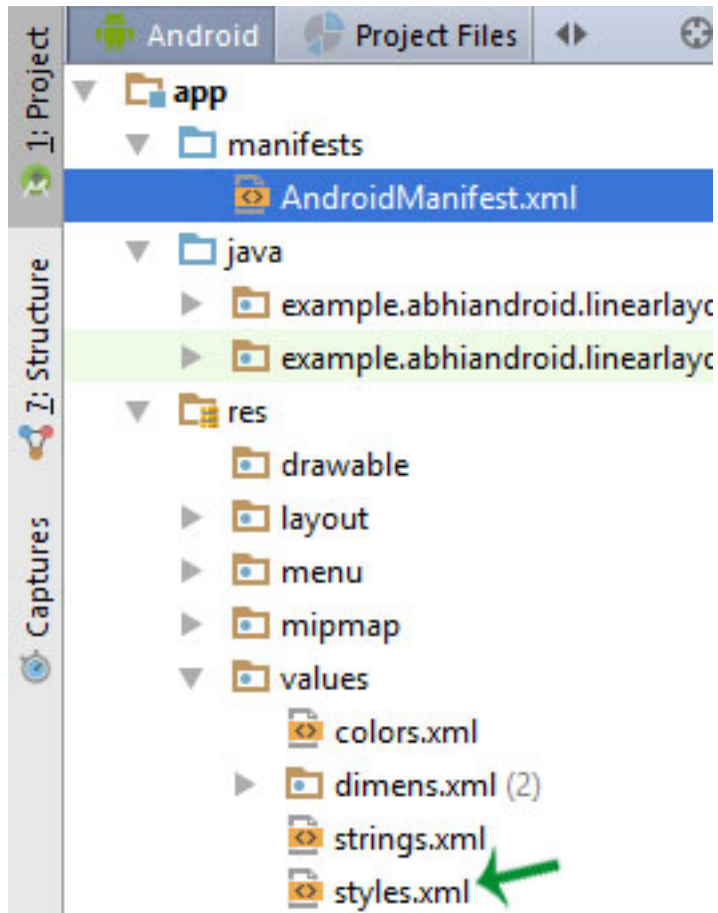 Android Project Files
1: Project
7: Structure
Captures
app
manifests
AndroidManifest.xml
java
example.abhiandroid.linearlayo
example.abhiandroid.linearlayo
res
drawable
layout
menu
mipmap
values
colors.xml
dimens.xml (2)
strings.xml
styles.xml